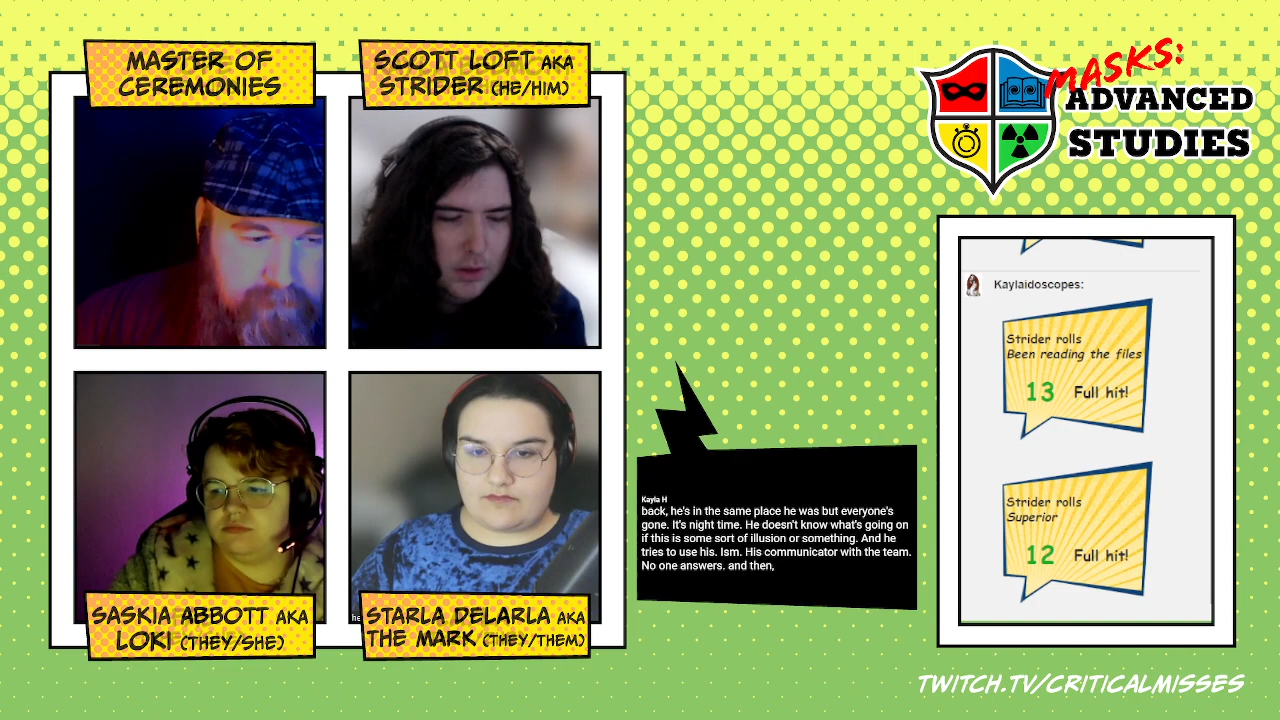 MASTER OF
CEREMONIES
SCOTT LOFT AKA
STRIDER (HE/HIM)
MASKS:
ADVANCED
STUDIES
Kaylaidoscopes:
Strider rolls
Been reading the files
13 Full hit!
Strider rolls
Superior
12 Full hit!
Kayla H
back, he's in the same place he was but everyone's
gone. It's night time. He doesn't know what's going on
if this is some sort of illusion or something. And he
tries to use his. Ism. His communicator with the team.
No one answers. and then,
he
SASKIA ABBOTT AKA
LOKI (THEY/SHE)
STARLA DELARLA AKA
THE MARK (THEY/THEM)
TWITCH.TV/CRITICALMISSES